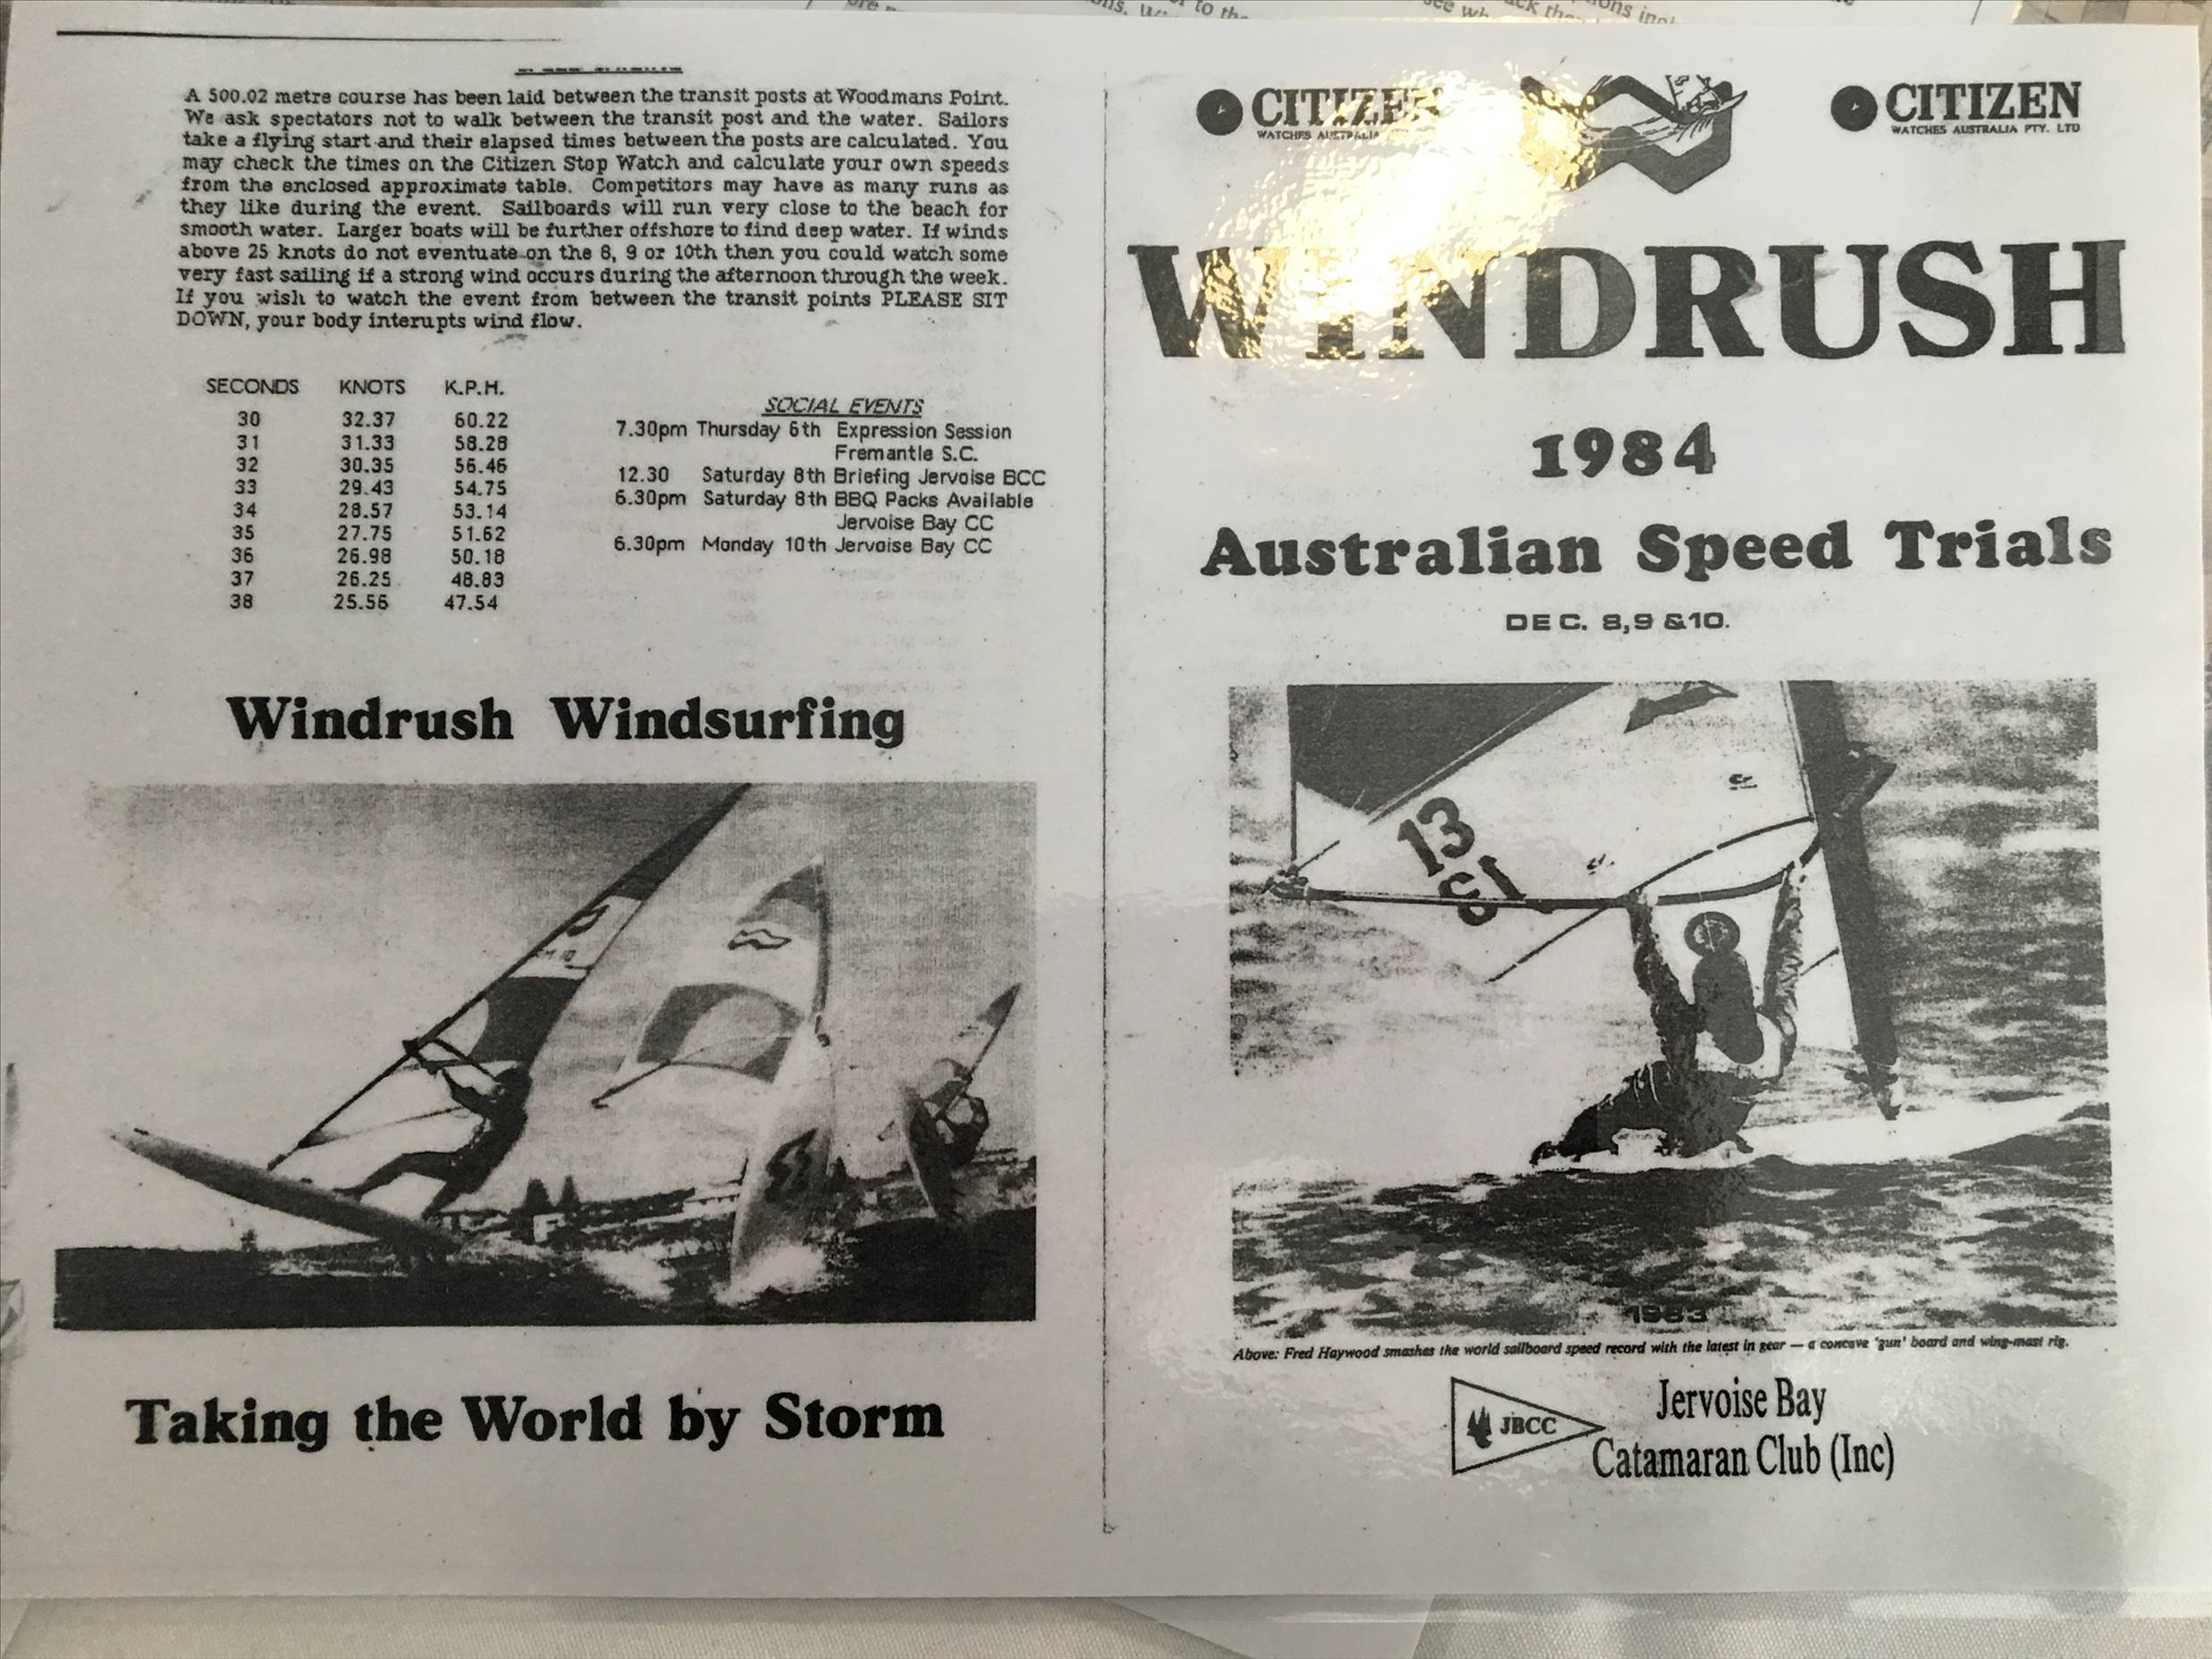 A 500.02 metre course has been laid between the transit posts at Woodmans Point.
We ask spectators not to walk between the transit post and the water. Sailors
take a flying start and their elapsed times between the posts are calculated. You
may check the times on the Citizen Stop Watch and calculate your own speeds
from the enclosed approximate table. Competitors may have as many runs as
they like during the event. Sailboards will run very close to the beach for
smooth water. Larger boats will be further offshore to find deep water. If winds
above 25 knots do not eventuate on the 8, 9 or 10th then you could watch some
very fast sailing if a strong wind occurs during the afternoon through the week.
If you wish to watch the event from between the transit points PLEASE SIT
DOWN, your body interupts wind flow.
SECONDS KNOTS K.P.H.
30 32.37 60.22
31 31.33 58.28
32 30.35 56.46
33 29.43 54.75
34 28.57 53.14
35 27.75 51.62
36 26.98 50.18
37 26.25 48.83
38 25.56 47.54
SOCIAL EVENTS
7.30pm Thursday 6th Expression Session
Fremantle S.C.
12.30 Saturday 8th Briefing Jervoise BCC
6.30pm Saturday 8th BBQ Packs Available
Jervoise Bay CC
6.30pm Monday 10th Jervoise Bay CC
Windrush Windsurfing
Taking the World by Storm
CITIZEN
WATCHES AUSTRALIA
CITIZEN
WATCHES AUSTRALIA PTY. LTD
WINDRUSH
1984
Australian Speed Trials
DEC. 8,9 &10.
13
13
1983
Above: Fred Haywood smashes the world sailboard speed record with the latest in gear — a concave 'gun' board and wing-mast rig.
JBCC
Jervoise Bay
Catamaran Club (Inc)